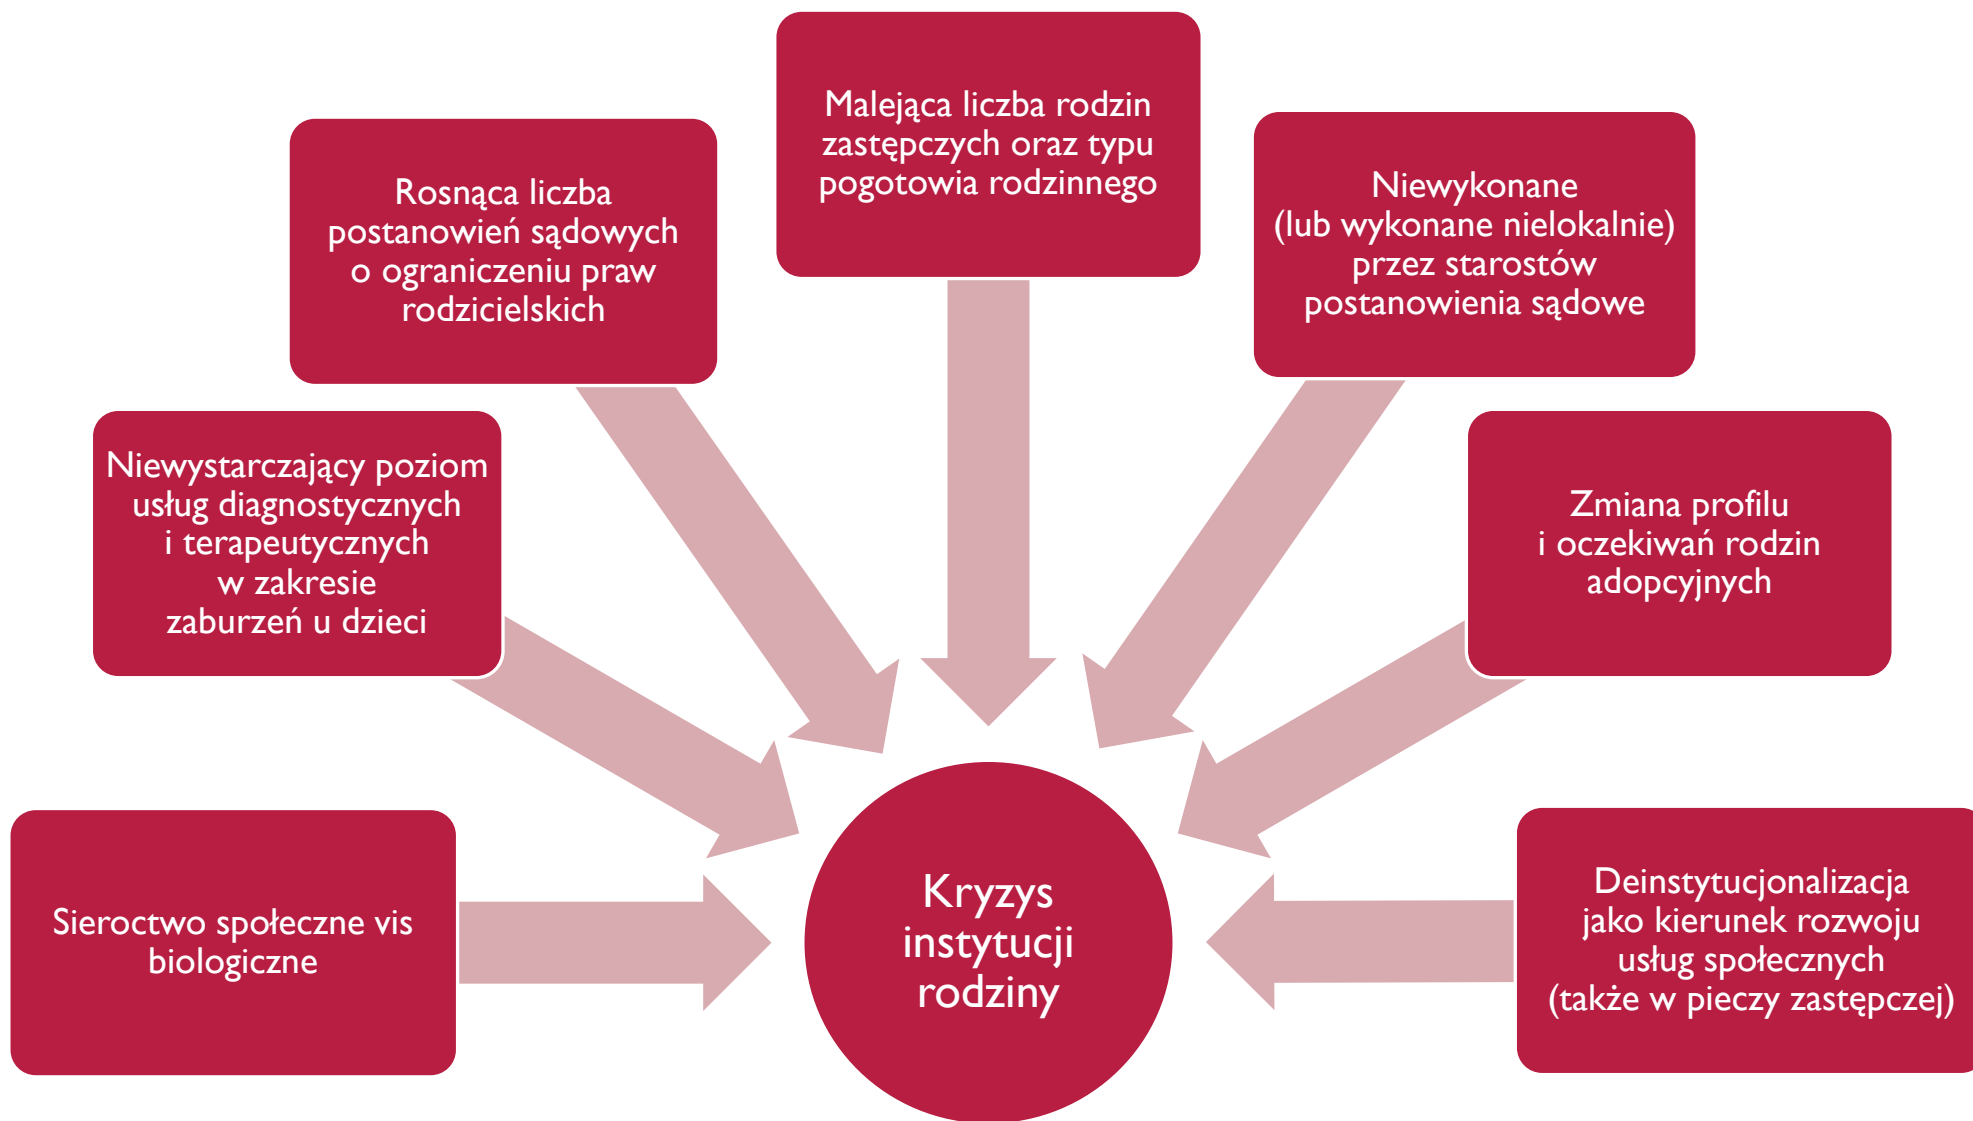 Malejąca liczba rodzin
zastępczych oraz typu
pogotowia rodzinnego
Rosnąca liczba
postanowień sądowych
o ograniczeniu praw
rodzicielskich
Niewykonane
(lub wykonane nielokalnie)
przez starostów
postanowienia sądowe
Niewystarczający poziom
usług diagnostycznych
i terapeutycznych
w zakresie
zaburzeń u dzieci
Zmiana profilu
i oczekiwań rodzin
adopcyjnych
Sieroctwo społeczne vis
biologiczne
Kryzys
instytucji
rodziny
Deinstytucjonalizacja
jako kierunek rozwoju
usług społecznych
(także w pieczy zastępczej)